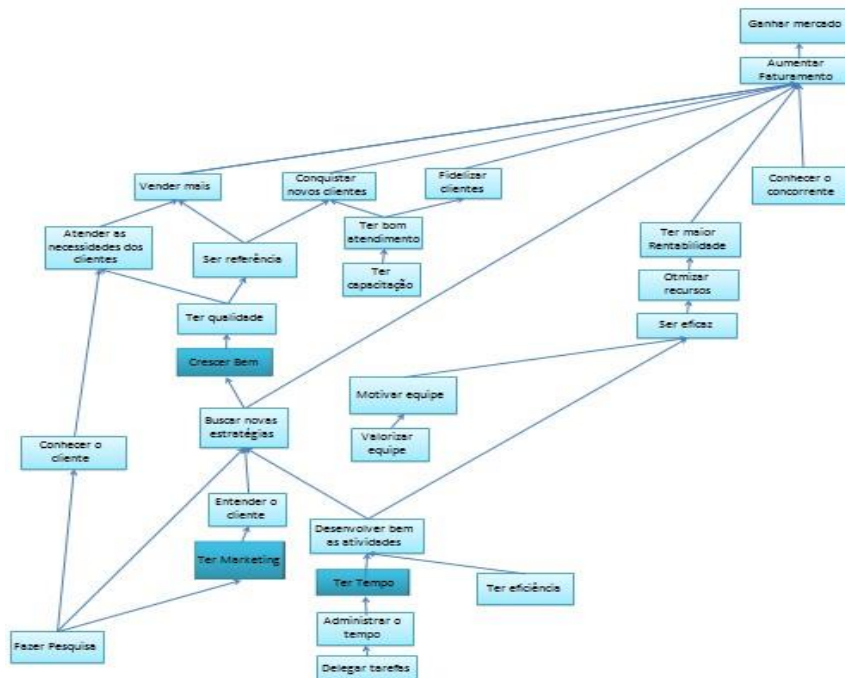 Ganhar mercado
Aumentar
Faturamento
Vender mais
Conquistar
novos clientes
Fidelizar
clientes
Conhecer o
concorrente
Atender as
necessidades dos
clientes
Ser referência
Ter bom
atendimento
Ter
capacitação
Ter maior
Rentabilidade
Otmizar
recursos
Ser eficaz
Ter qualidade
Crescer Bem
Motivar equipe
Valorizar
equipe
Buscar novas
estratégias
Conhecer o
cliente
Entender o
cliente
Desenvolver bem
as atividades
Ter Marketing
Ter Tempo
Ter eficiência
Administrar o
tempo
Fazer Pesquisa
Delegar tarefas